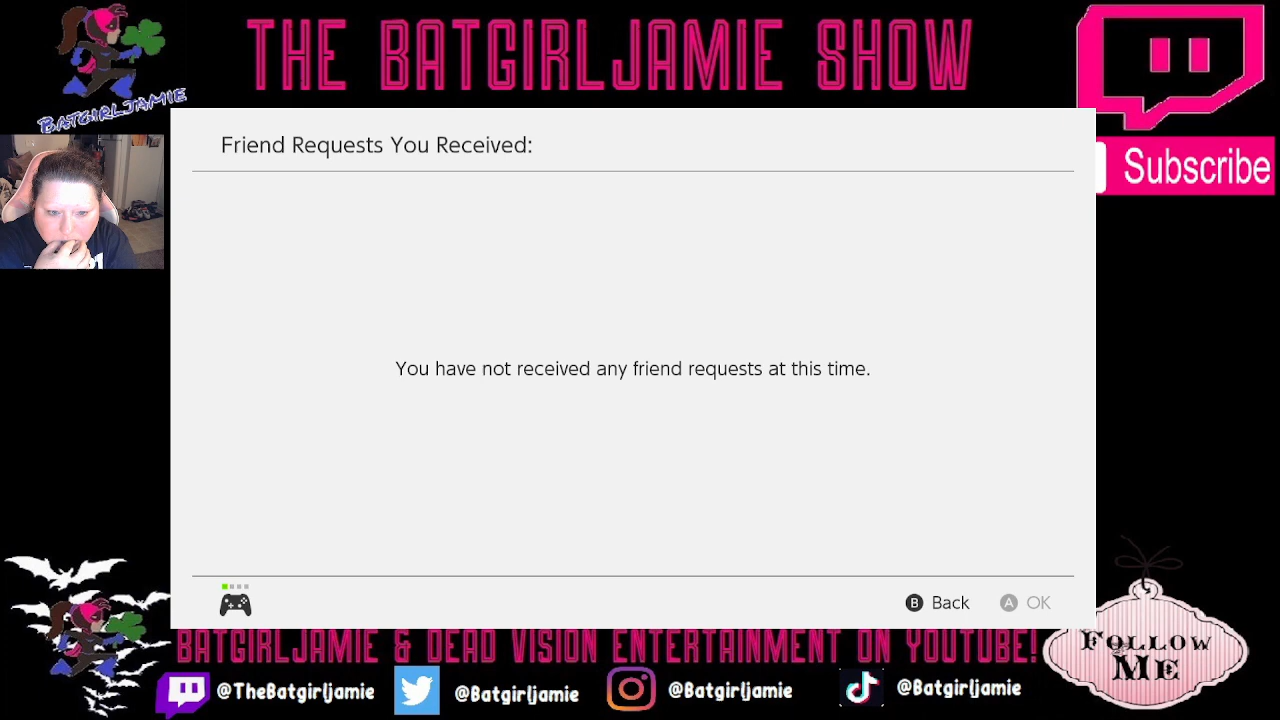 THE BATGIRLJAMIE SHOW
BATGIRLJAMIE
Subscribe
Friend Requests You Received:
You have not received any friend requests at this time.
B Back
A OK
BATGIRLJAMIE & DEAD VISION ENTERTAINMENT ON YOUTUBE!
FOLLOW
ME
@TheBatgirljamie
@Batgirljamie
@Batgirljamie
@Batgirljamie